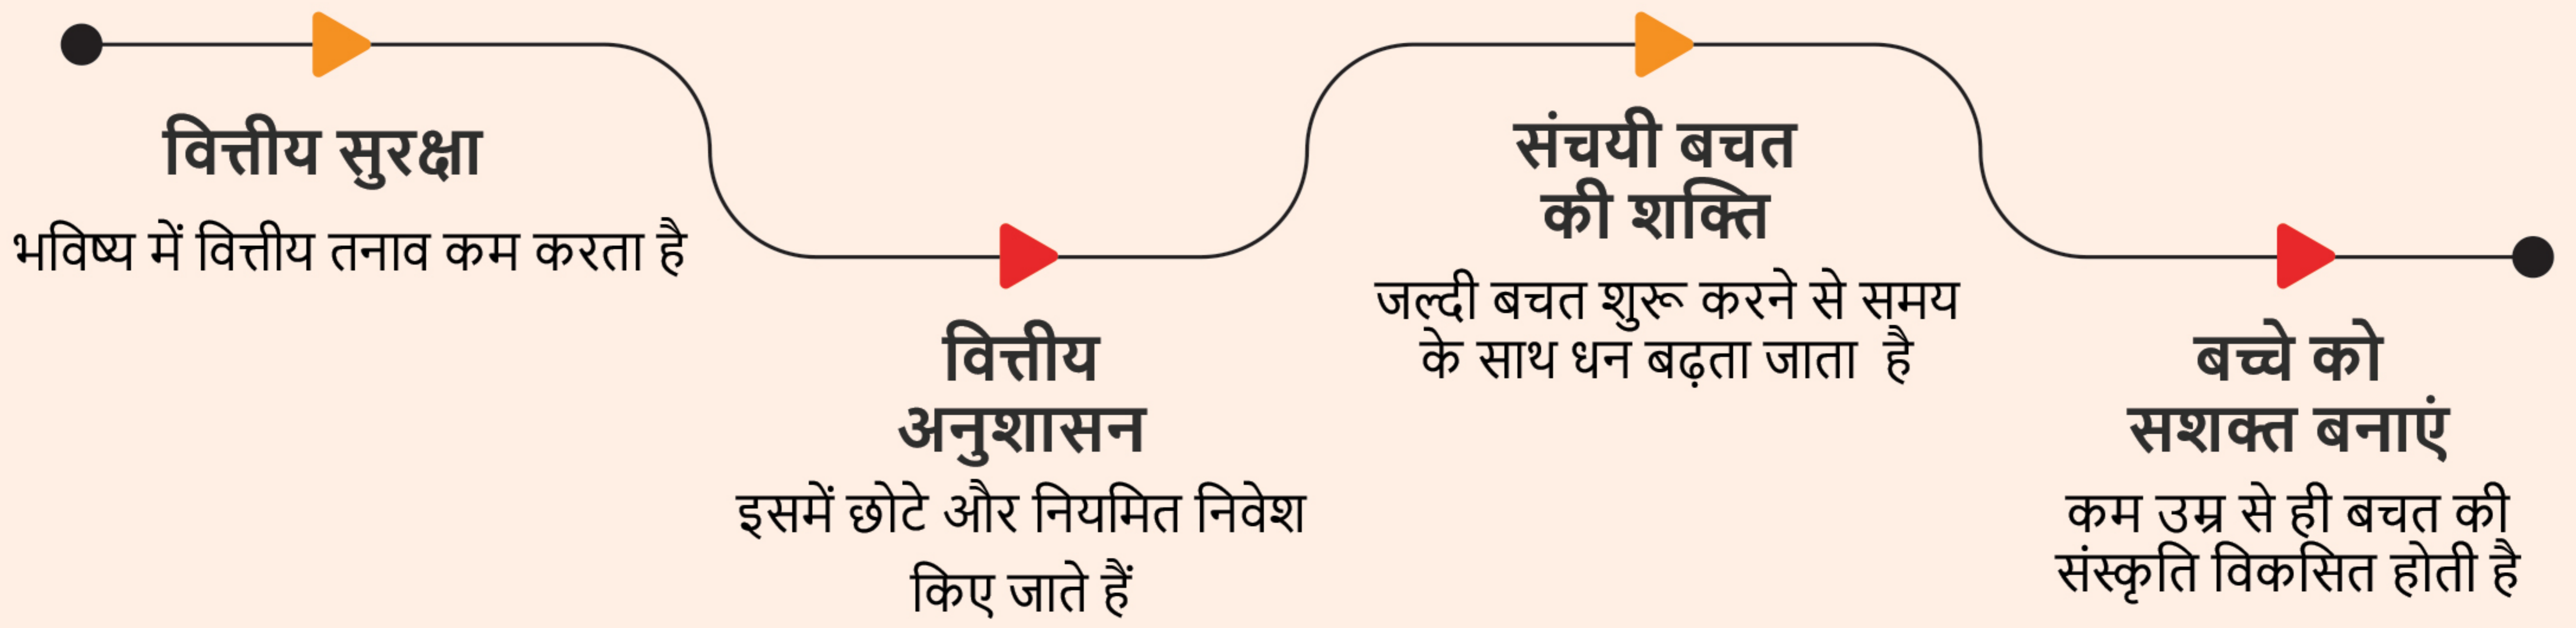 वित्तीय सुरक्षा
भविष्य में वित्तीय तनाव कम करता है
वित्तीय
अनुशासन
इसमें छोटे और नियमित निवेश
किए जाते हैं
संचयी बचत
की शक्ति
जल्दी बचत शुरू करने से समय
के साथ धन बढ़ता जाता है
बच्चे को
सशक्त बनाएं
कम उम्र से ही बचत की
संस्कृति विकसित होती है